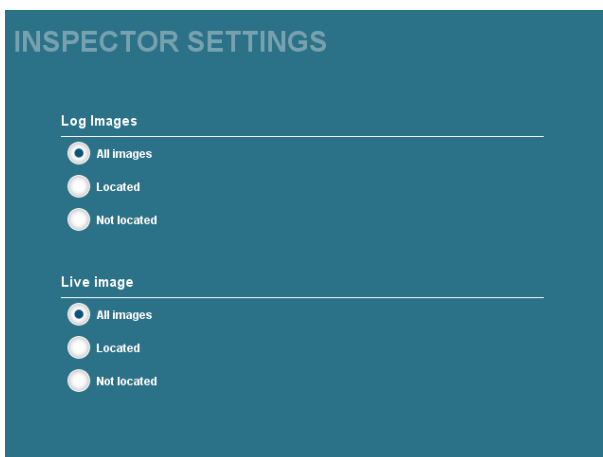 INSPECTOR SETTINGS
Log Images
All images
Located
Not located
Live image
All images
Located
Not located